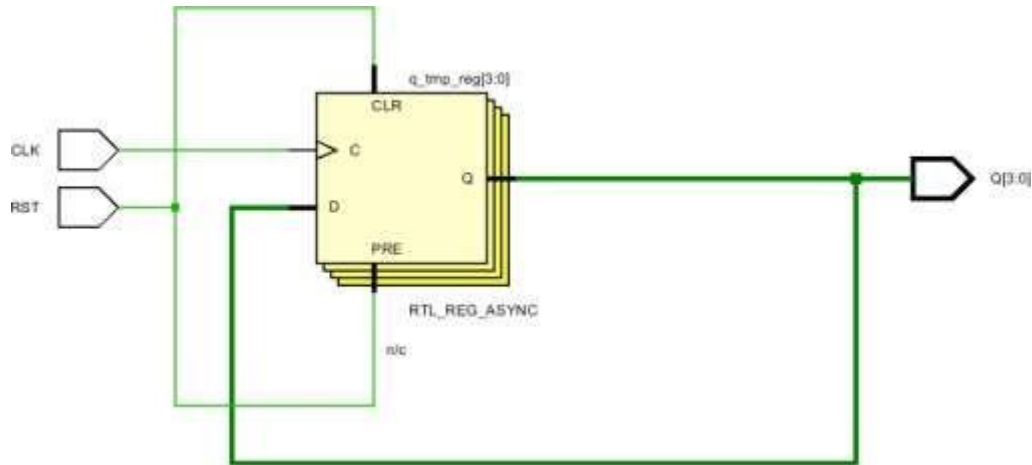 q_tmp_reg[3:0]
CLR
CLK
C
Q
Q[3:0]
RST
D
PRE
RTL_REG_ASYNC
n/c